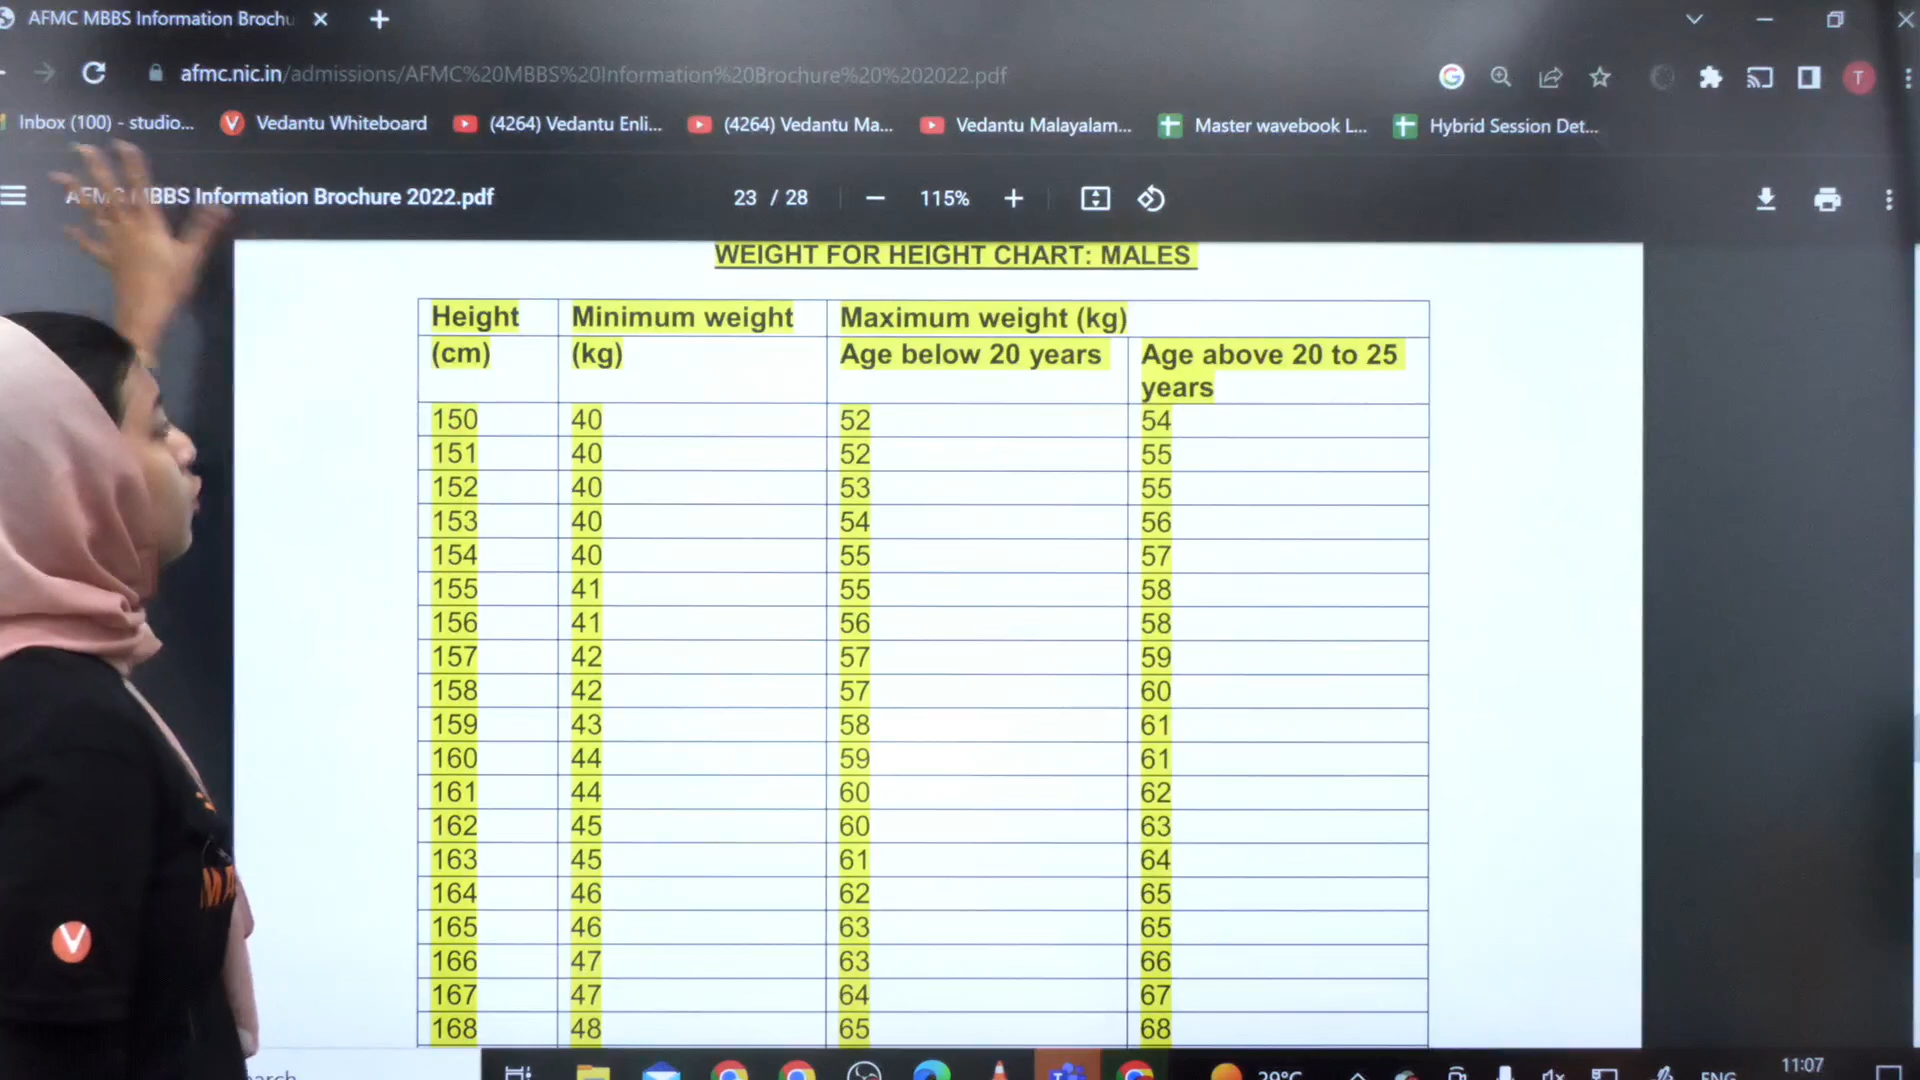 AFMC MBBS Information Brochu
afmc.nic.in/admissions/AFMC%20MBBS%20Information%20Brochure%20%202022.pdf
T
Inbox (100) - studio... Vedantu Whiteboard (4264) Vedantu Enli... (4264) Vedantu Ma... Vedantu Malayalam... Master wavebook L... Hybrid Session Det...
AFMC MBBS Information Brochure 2022.pdf 23 / 28 115%
WEIGHT FOR HEIGHT CHART: MALES
Height Minimum weight Maximum weight (kg)
(cm) (kg) Age below 20 years Age above 20 to 25
years
150 40 52 54
151 40 52 55
152 40 53 55
153 40 54 56
154 40 55 57
155 41 55 58
156 41 56 58
157 42 57 59
158 42 57 60
159 43 58 61
160 44 59 61
161 44 60 62
162 45 60 63
163 45 61 64
164 46 62 65
165 46 63 65
166 47 63 66
167 47 64 67
168 48 65 68
V
29°C ENG 11:07